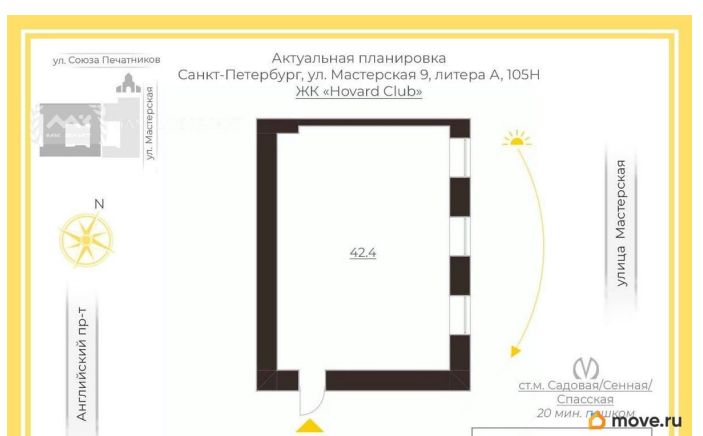 ул. Союза Печатников
Актуальная планировка
Санкт-Петербург, ул. Мастерская 9, литера А, 105Н
ЖК «Hovard Club»
ул. Мастерская
N
42.4
улица Мастерская
Английский пр-т
ст.м. Садовая/Сенная/
Спасская
20 мин. пешком
move.ru